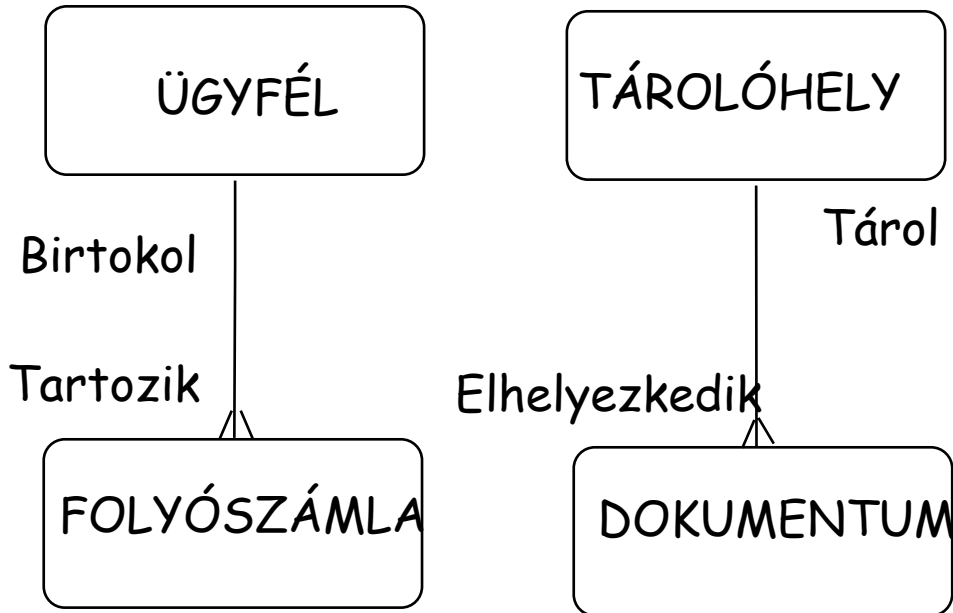 ÜGYFÉL
TÁROLÓHELY
Birtokol
Tárol
Tartozik
Elhelyezkedik
FOLYÓSZÁMLA
DOKUMENTUM